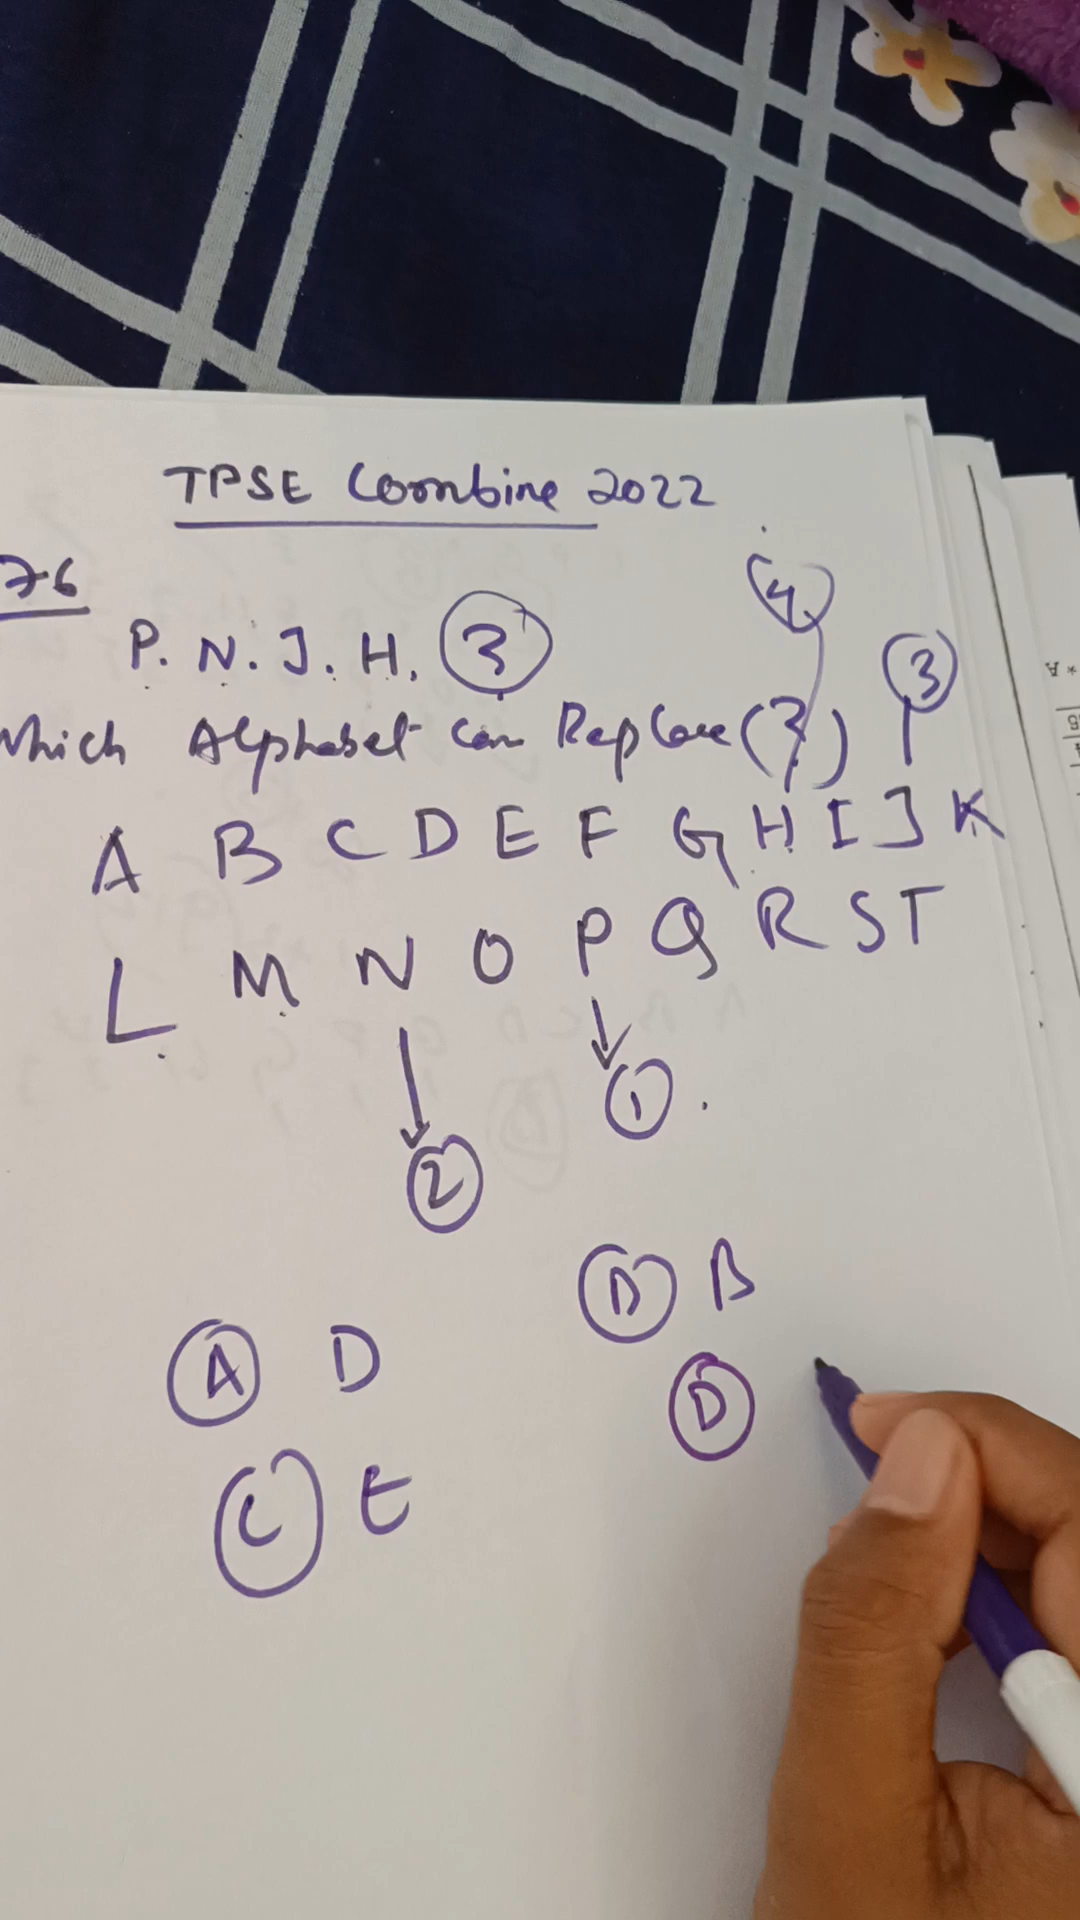 TPSE Combine 2022
76
P. N. J. H. ?
Which Alphabet can Replace (?)
4
3
A B C D E F G H I J K
L M N O P Q R S T
1
2
D B
A D
D
C E